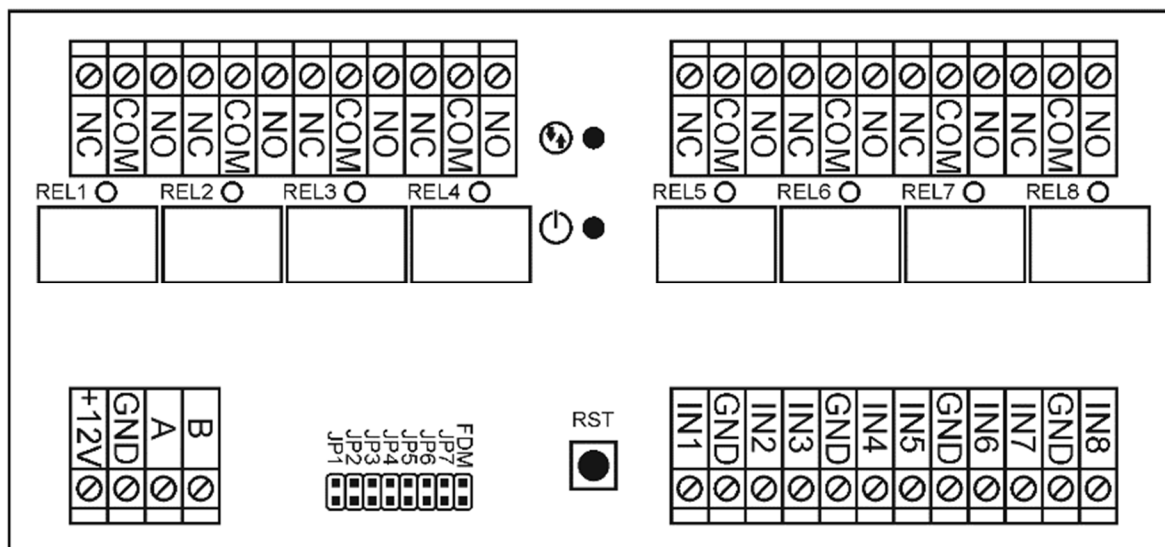 NC COM NO NC COM NO NC COM NO NC COM NO
NC COM NO NC COM NO NC COM NO NC COM NO
REL1 REL2 REL3 REL4
REL5 REL6 REL7 REL8
+12V GND A B
JP1 JP2 JP3 JP4 JP5 JP6 JP7 FDM
RST
IN1 GND IN2 IN3 GND IN4 IN5 GND IN6 IN7 GND IN8